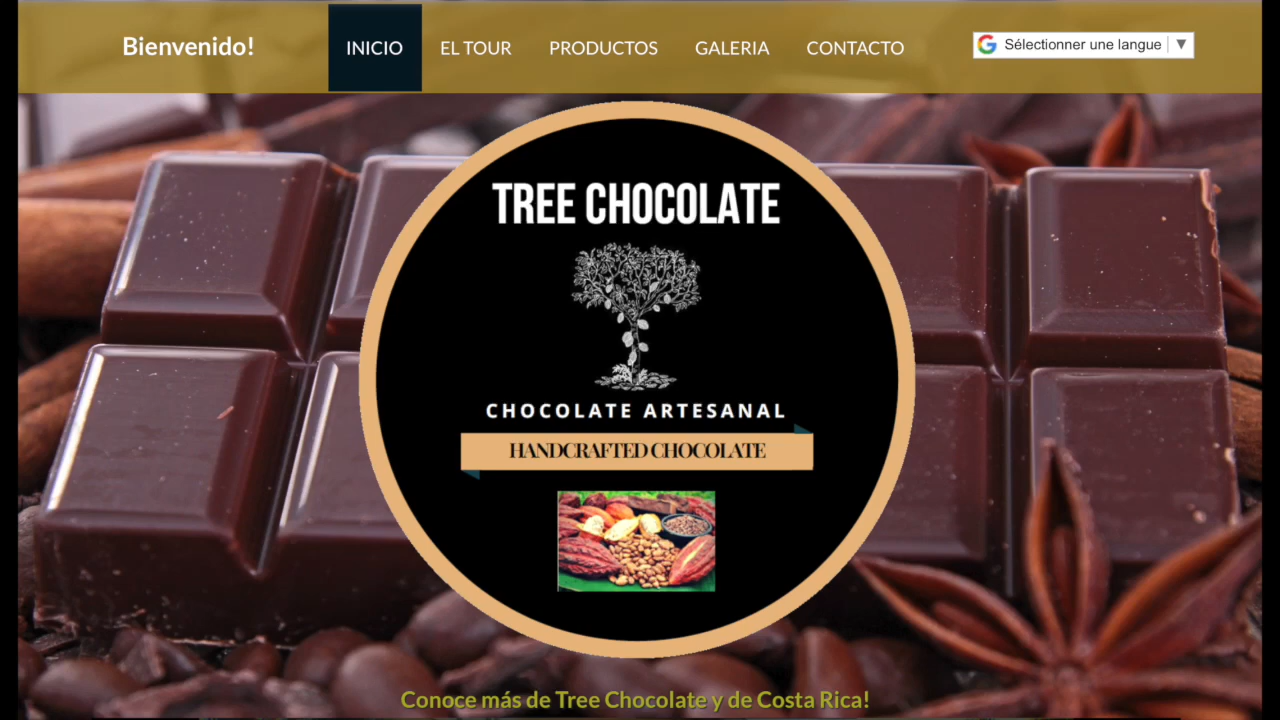 Bienvenido!
INICIO
EL TOUR
PRODUCTOS
GALERIA
CONTACTO
Sélectionner une langue ▼
TREE CHOCOLATE
CHOCOLATE ARTESANAL
HANDCRAFTED CHOCOLATE
Conoce más de Tree Chocolate y de Costa Rica!